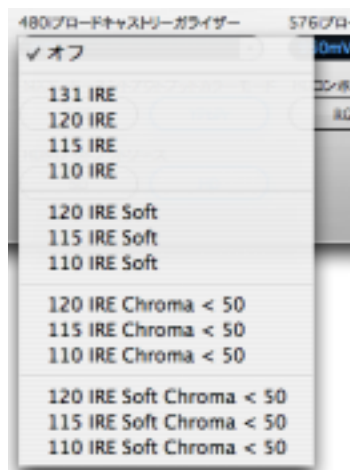 480iブロードキャストリーガライザー
576iブロ
✓ オフ
131 IRE
120 IRE
115 IRE
110 IRE
120 IRE Soft
115 IRE Soft
110 IRE Soft
120 IRE Chroma < 50
115 IRE Chroma < 50
110 IRE Chroma < 50
120 IRE Soft Chroma < 50
115 IRE Soft Chroma < 50
110 IRE Soft Chroma < 50